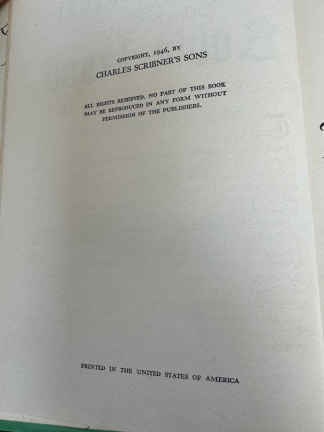 COPYRIGHT, 1946, BY
CHARLES SCRIBNER'S SONS
ALL RIGHTS RESERVED. NO PART OF THIS BOOK
MAY BE REPRODUCED IN ANY FORM WITHOUT
PERMISSION OF THE PUBLISHERS.
PRINTED IN THE UNITED STATES OF AMERICA